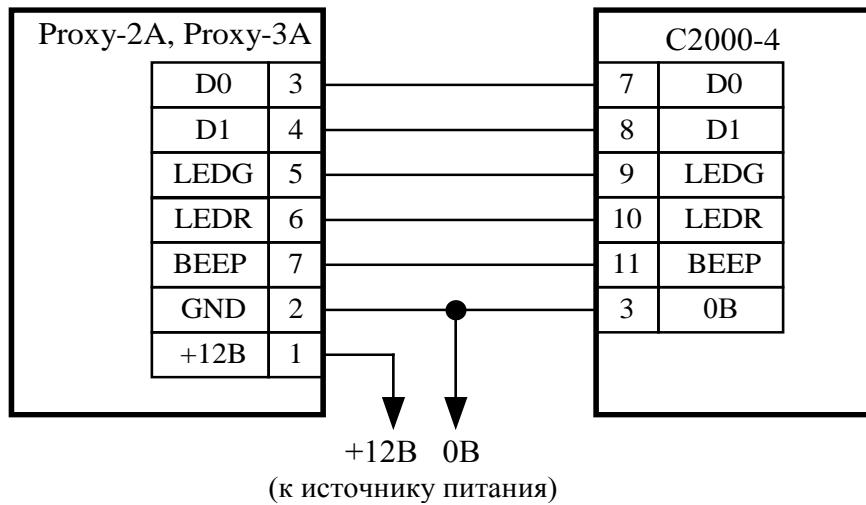 Proxy-2A, Proxy-3A
C2000-4
D0 3
7 D0
D1 4
8 D1
LEDG 5
9 LEDG
LEDR 6
10 LEDR
BEEP 7
11 BEEP
GND 2
3 0В
+12В 1
+12В 0В
(к источнику питания)